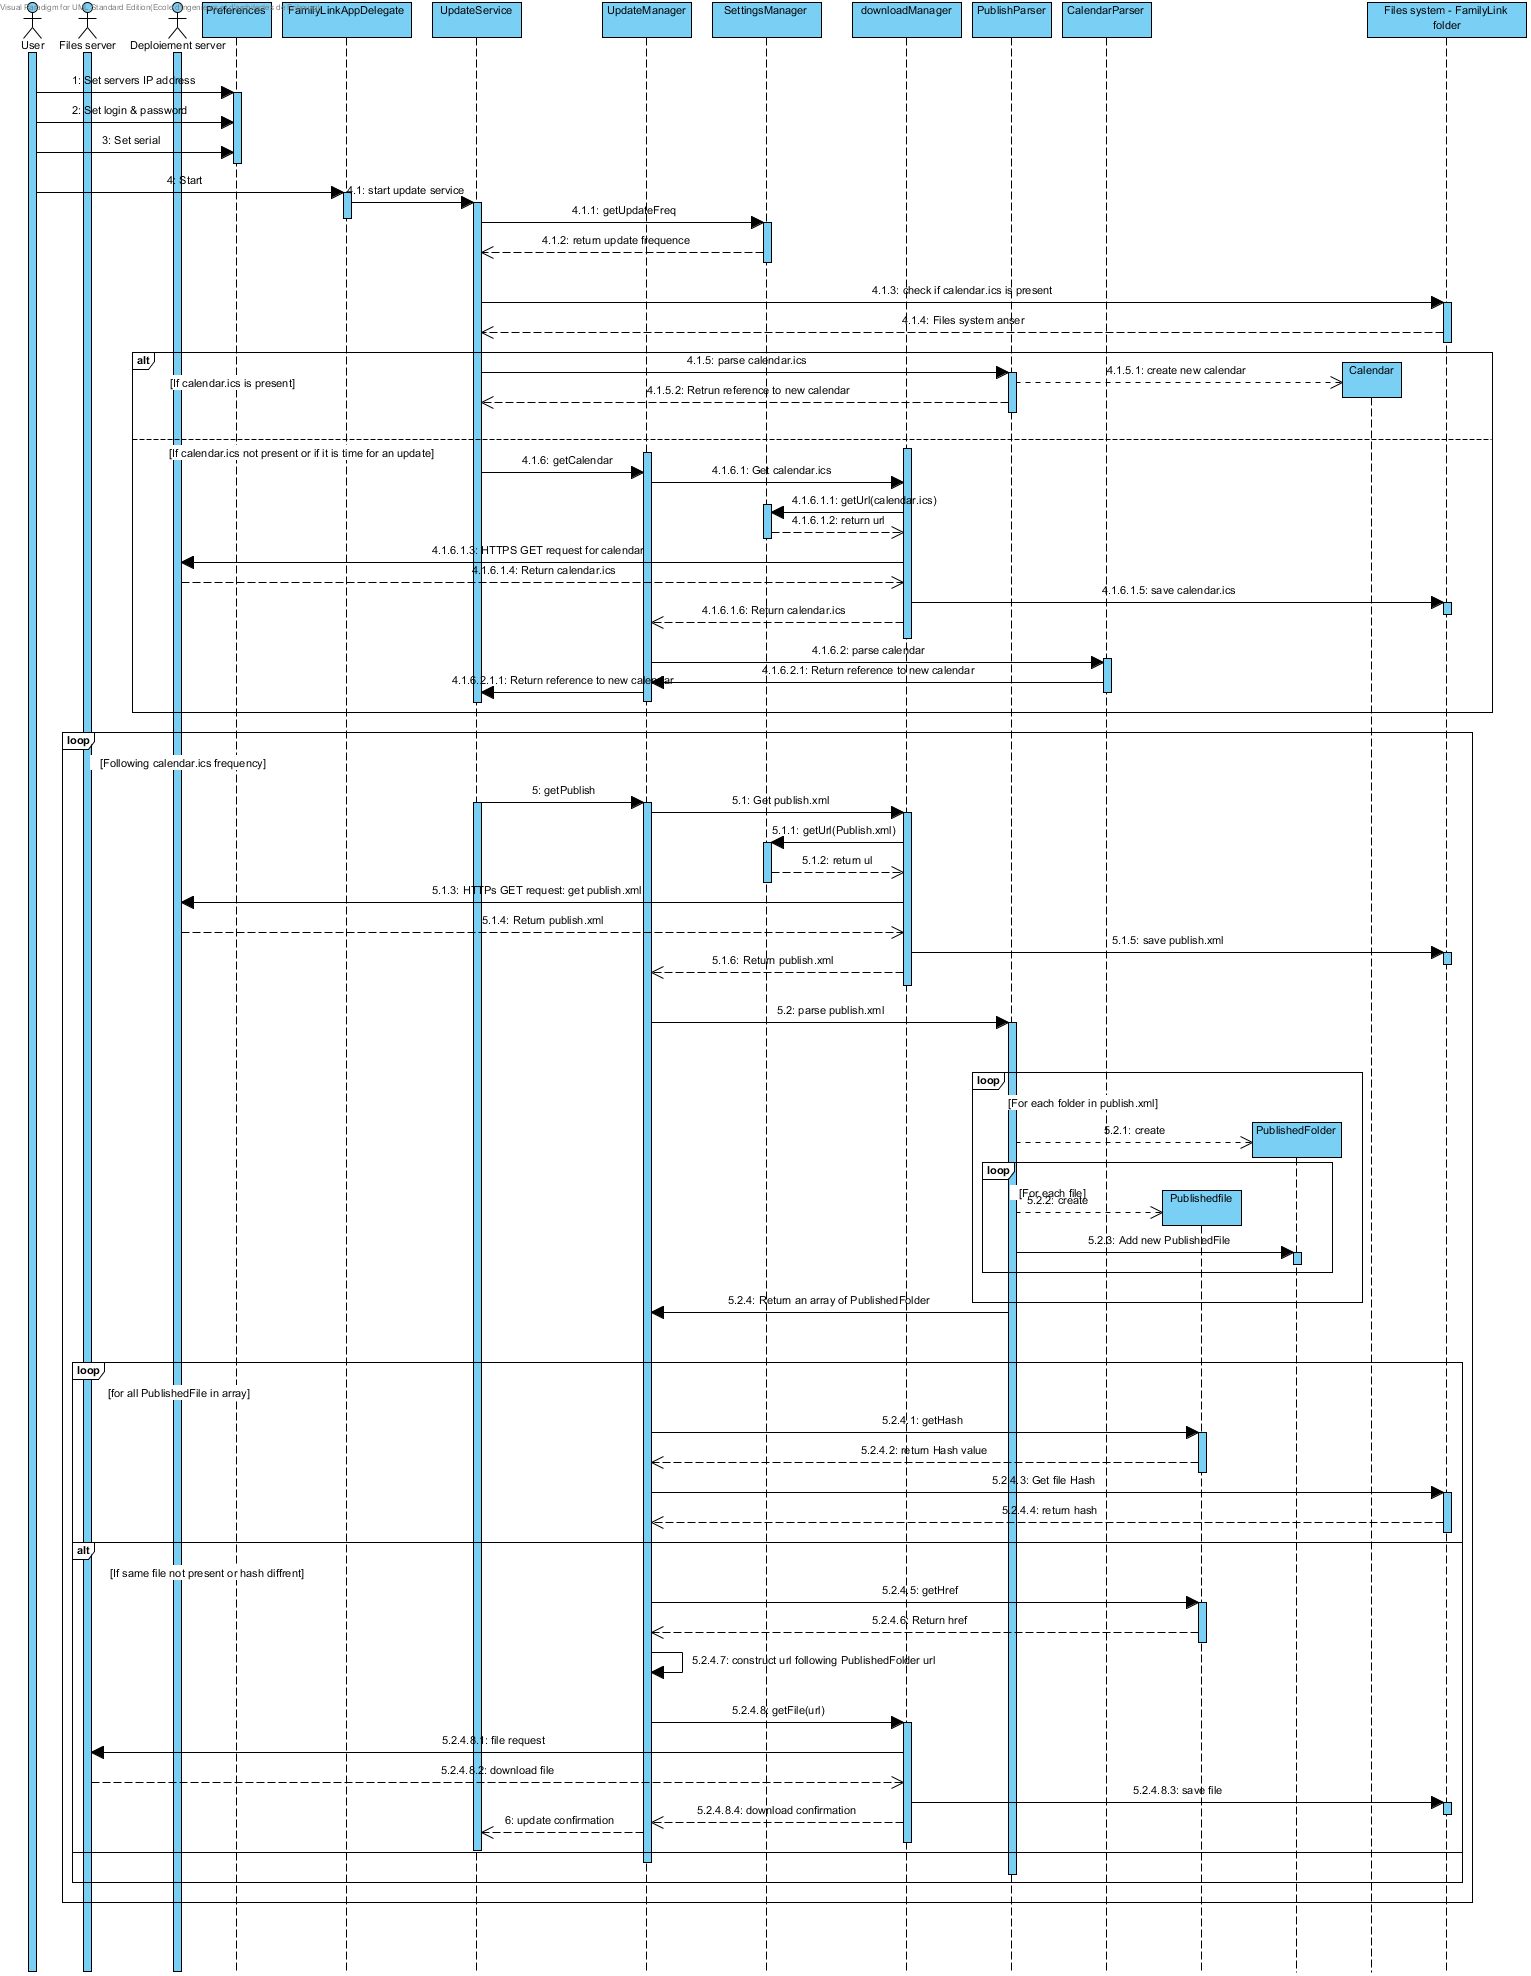 Visual Paradigm for UML Standard Edition(Ecole
Preferences
FamilyLinkAppDelegate
UpdateService
UpdateManager
SettingsManager
downloadManager
PublishParser
CalendarParser
Files system - FamilyLink
folder
User
Files server
Deploiement server
1: Set servers IP address
2: Set login & password
3: Set serial
4: Start
4.1: start update service
4.1.1: getUpdateFreq
4.1.2: return update frequence
4.1.3: check if calendar.ics is present
4.1.4: Files system anser
alt
[If calendar.ics is present]
4.1.5: parse calendar.ics
4.1.5.1: create new calendar
Calendar
4.1.5.2: Retrun reference to new calendar
[If calendar.ics not present or if it is time for an update]
4.1.6: getCalendar
4.1.6.1: Get calendar.ics
4.1.6.1.1: getUrl(calendar.ics)
4.1.6.1.2: return url
4.1.6.1.3: HTTPS GET request for calendar
4.1.6.1.4: Return calendar.ics
4.1.6.1.5: save calendar.ics
4.1.6.1.6: Return calendar.ics
4.1.6.2: parse calendar
4.1.6.2.1: Return reference to new calendar
4.1.6.2.1.1: Return reference to new calendar
loop
[Following calendar.ics frequency]
5: getPublish
5.1: Get publish.xml
5.1.1: getUrl(Publish.xml)
5.1.2: return ul
5.1.3: HTTPs GET request: get publish.xml
5.1.4: Return publish.xml
5.1.5: save publish.xml
5.1.6: Return publish.xml
5.2: parse publish.xml
loop
[For each folder in publish.xml]
5.2.1: create
PublishedFolder
loop
[For each file]
5.2.2: create
Publishedfile
5.2.3: Add new PublishedFile
5.2.4: Return an array of PublishedFolder
loop
[for all PublishedFile in array]
5.2.4.1: getHash
5.2.4.2: return Hash value
5.2.4.3: Get file Hash
5.2.4.4: return hash
alt
[If same file not present or hash diffrent]
5.2.4.5: getHref
5.2.4.6: Return href
5.2.4.7: construct url following PublishedFolder url
5.2.4.8: getFile(url)
5.2.4.8.1: file request
5.2.4.8.2: download file
5.2.4.8.3: save file
5.2.4.8.4: download confirmation
6: update confirmation